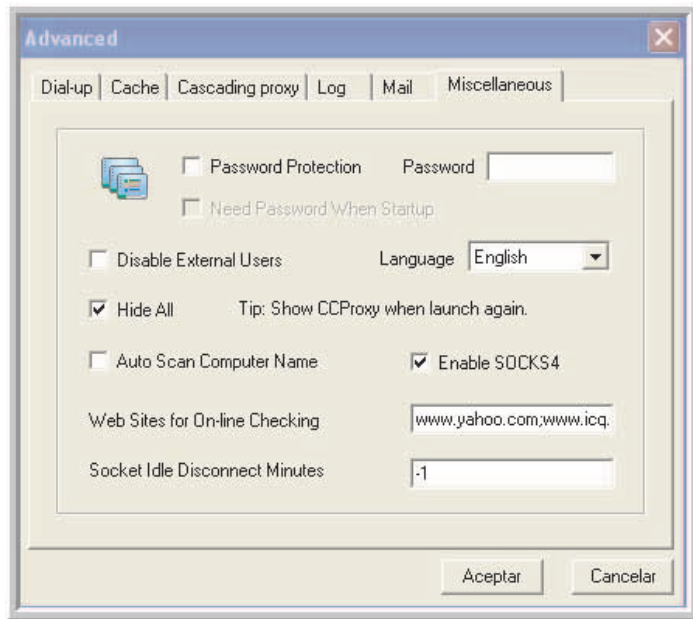 Advanced
Dial-up Cache Cascading proxy Log Mail Miscellaneous
Password Protection Password
Need Password When Startup
Disable External Users Language English
Hide All Tip: Show CCProxy when launch again.
Auto Scan Computer Name Enable SOCKS4
Web Sites for On-line Checking www.yahoo.com;www.icq.
Socket Idle Disconnect Minutes -1
Aceptar Cancelar